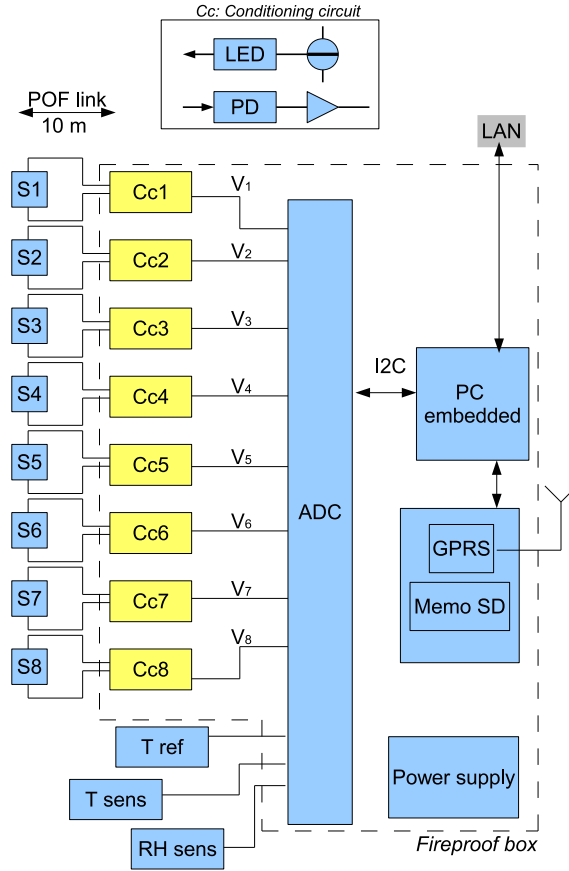 Cc: Conditioning circuit
LED
PD
POF link
10 m
LAN
S1
Cc1
V1
S2
Cc2
V2
S3
Cc3
V3
I2C
PC
embedded
S4
Cc4
V4
S5
Cc5
V5
ADC
S6
Cc6
V6
GPRS
Memo SD
S7
Cc7
V7
S8
Cc8
V8
T ref
T sens
Power supply
RH sens
Fireproof box